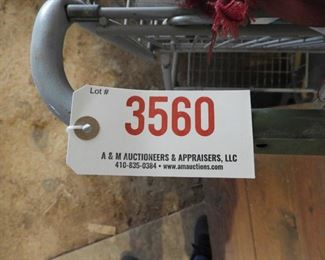 Lot #
3560
A & M AUCTIONEERS & APPRAISERS, LLC
410-835-0384 • www.amauctions.com